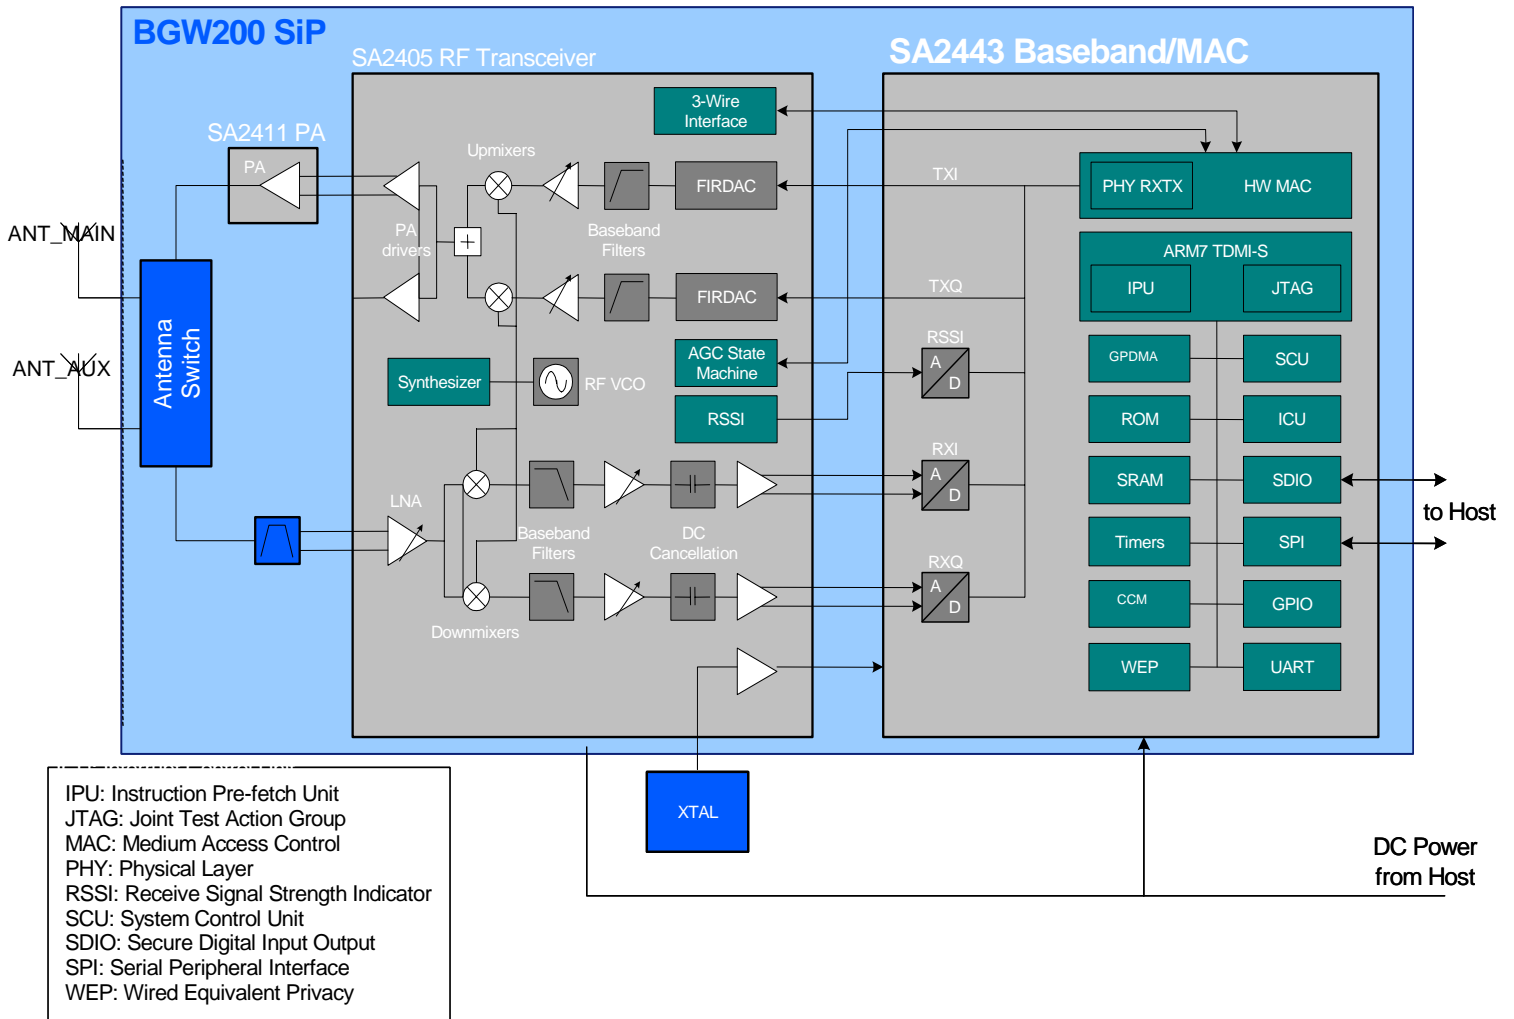 BGW200 SiP
SA2405 RF Transceiver
SA2443 Baseband/MAC
3-Wire
Interface
SA2411 PA
PA
Upmixers
FIRDAC
TXI
PHY RXTX
HW MAC
ANT_MAIN
PA
drivers
+
Baseband
Filters
ARM7 TDMI-S
IPU
JTAG
FIRDAC
TXQ
Antenna
Switch
ANT_AUX
Synthesizer
RF VCO
AGC State
Machine
RSSI
A
D
GPDMA
SCU
RSSI
ROM
ICU
RXI
A
D
SRAM
SDIO
LNA
to Host
Baseband
Filters
DC
Cancellation
Timers
SPI
RXQ
A
D
CCM
GPIO
Downmixers
WEP
UART
XTAL
DC Power
from Host
IPU: Instruction Pre-fetch Unit
JTAG: Joint Test Action Group
MAC: Medium Access Control
PHY: Physical Layer
RSSI: Receive Signal Strength Indicator
SCU: System Control Unit
SDIO: Secure Digital Input Output
SPI: Serial Peripheral Interface
WEP: Wired Equivalent Privacy